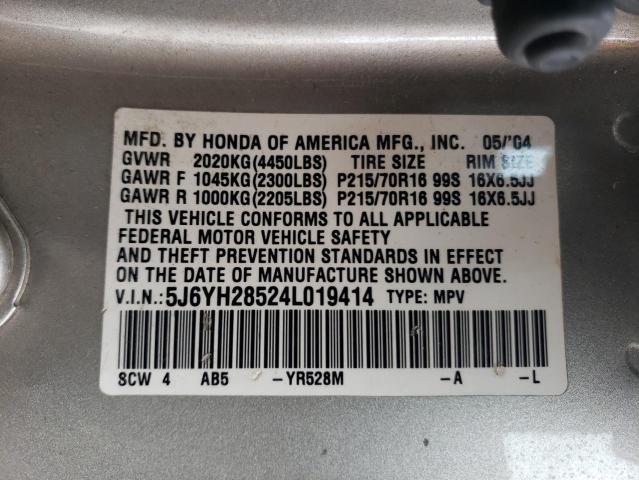 MFD. BY HONDA OF AMERICA MFG., INC. 05/'04
GVWR 2020KG(4450LBS) TIRE SIZE RIM SIZE
GAWR F 1045KG(2300LBS) P215/70R16 99S 16X6.5JJ
GAWR R 1000KG(2205LBS) P215/70R16 99S 16X6.5JJ
THIS VEHICLE CONFORMS TO ALL APPLICABLE
FEDERAL MOTOR VEHICLE SAFETY
AND THEFT PREVENTION STANDARDS IN EFFECT
ON THE DATE OF MANUFACTURE SHOWN ABOVE.
V.I.N.:5J6YH28524L019414 TYPE: MPV
SCW 4 AB5 -YR528M -A -L